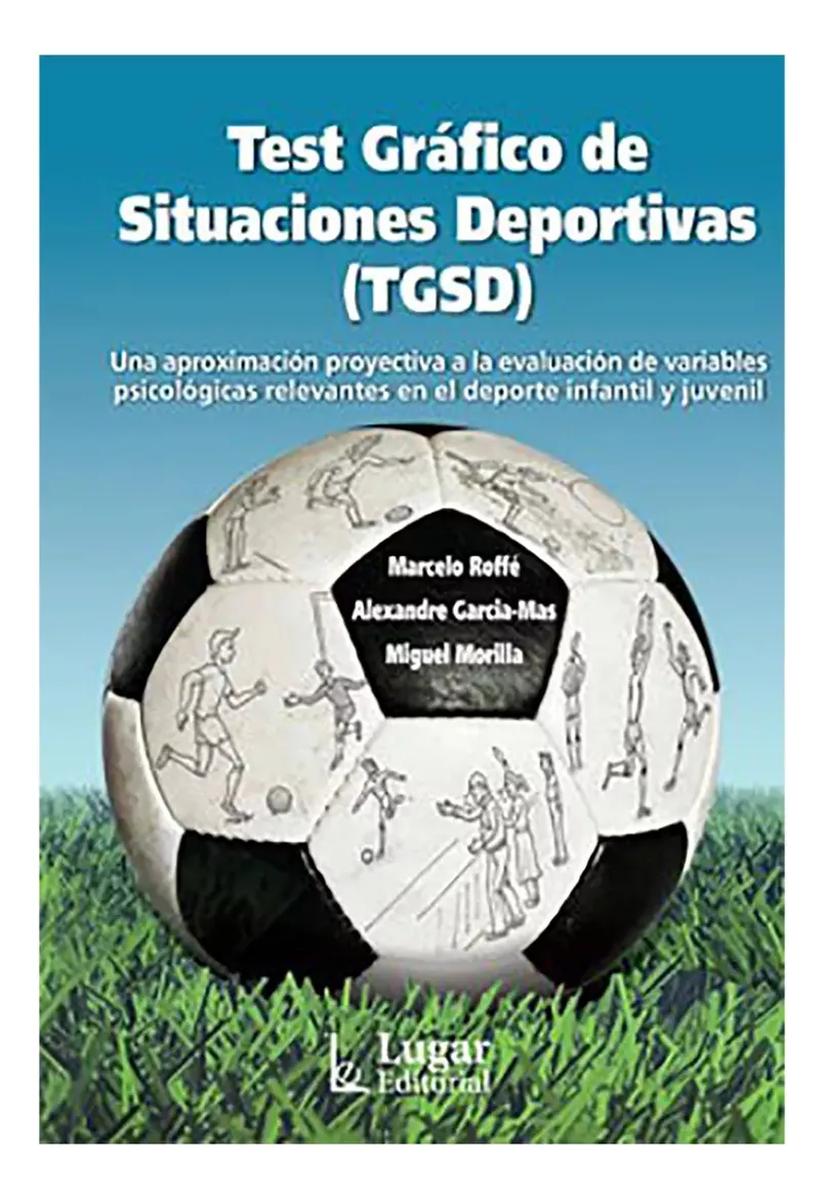 Test Gráfico de
Situaciones Deportivas
(TGSD)
Una aproximación proyectiva a la evaluación de variables
psicológicas relevantes en el deporte infantil y juvenil
Marcelo Roffé
Alexandre Garcia-Mas
Miguel Morilla
Lugar
Editorial